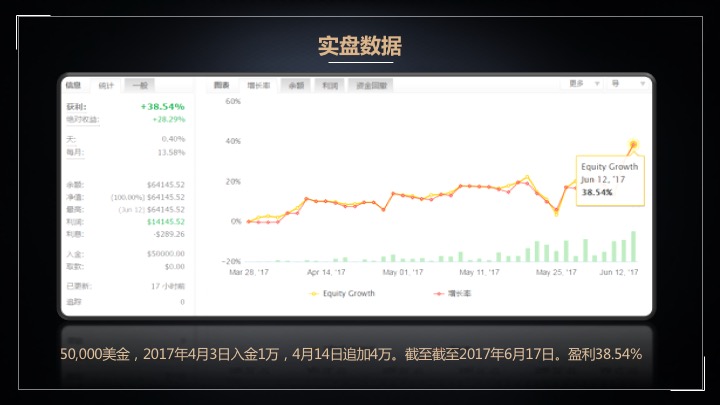 实盘数据
信息 统计 一般
图表 增长率 余额 利润 资金回撤
更多 导
获利: +38.54%
绝对收益: +28.29%
天: 0.40%
每月: 13.58%
余额: $64145.52
净值: (100.00%) $64145.52
最高: (Jun 12) $64145.52
利润: $14145.52
利息: -$289.26
入金: $50000.00
取款: $0.00
已更新: 17 小时前
追踪 0
60%
40%
20%
0%
-20%
Equity Growth
Jun 12, '17
38.54%
Mar 28, '17 Apr 14, '17 May 01, '17 May 11, '17 May 25, '17 Jun 12, '17
Equity Growth 增长率
50,000美金，2017年4月3日入金1万，4月14日追加4万。截至截至2017年6月17日。盈利38.54%